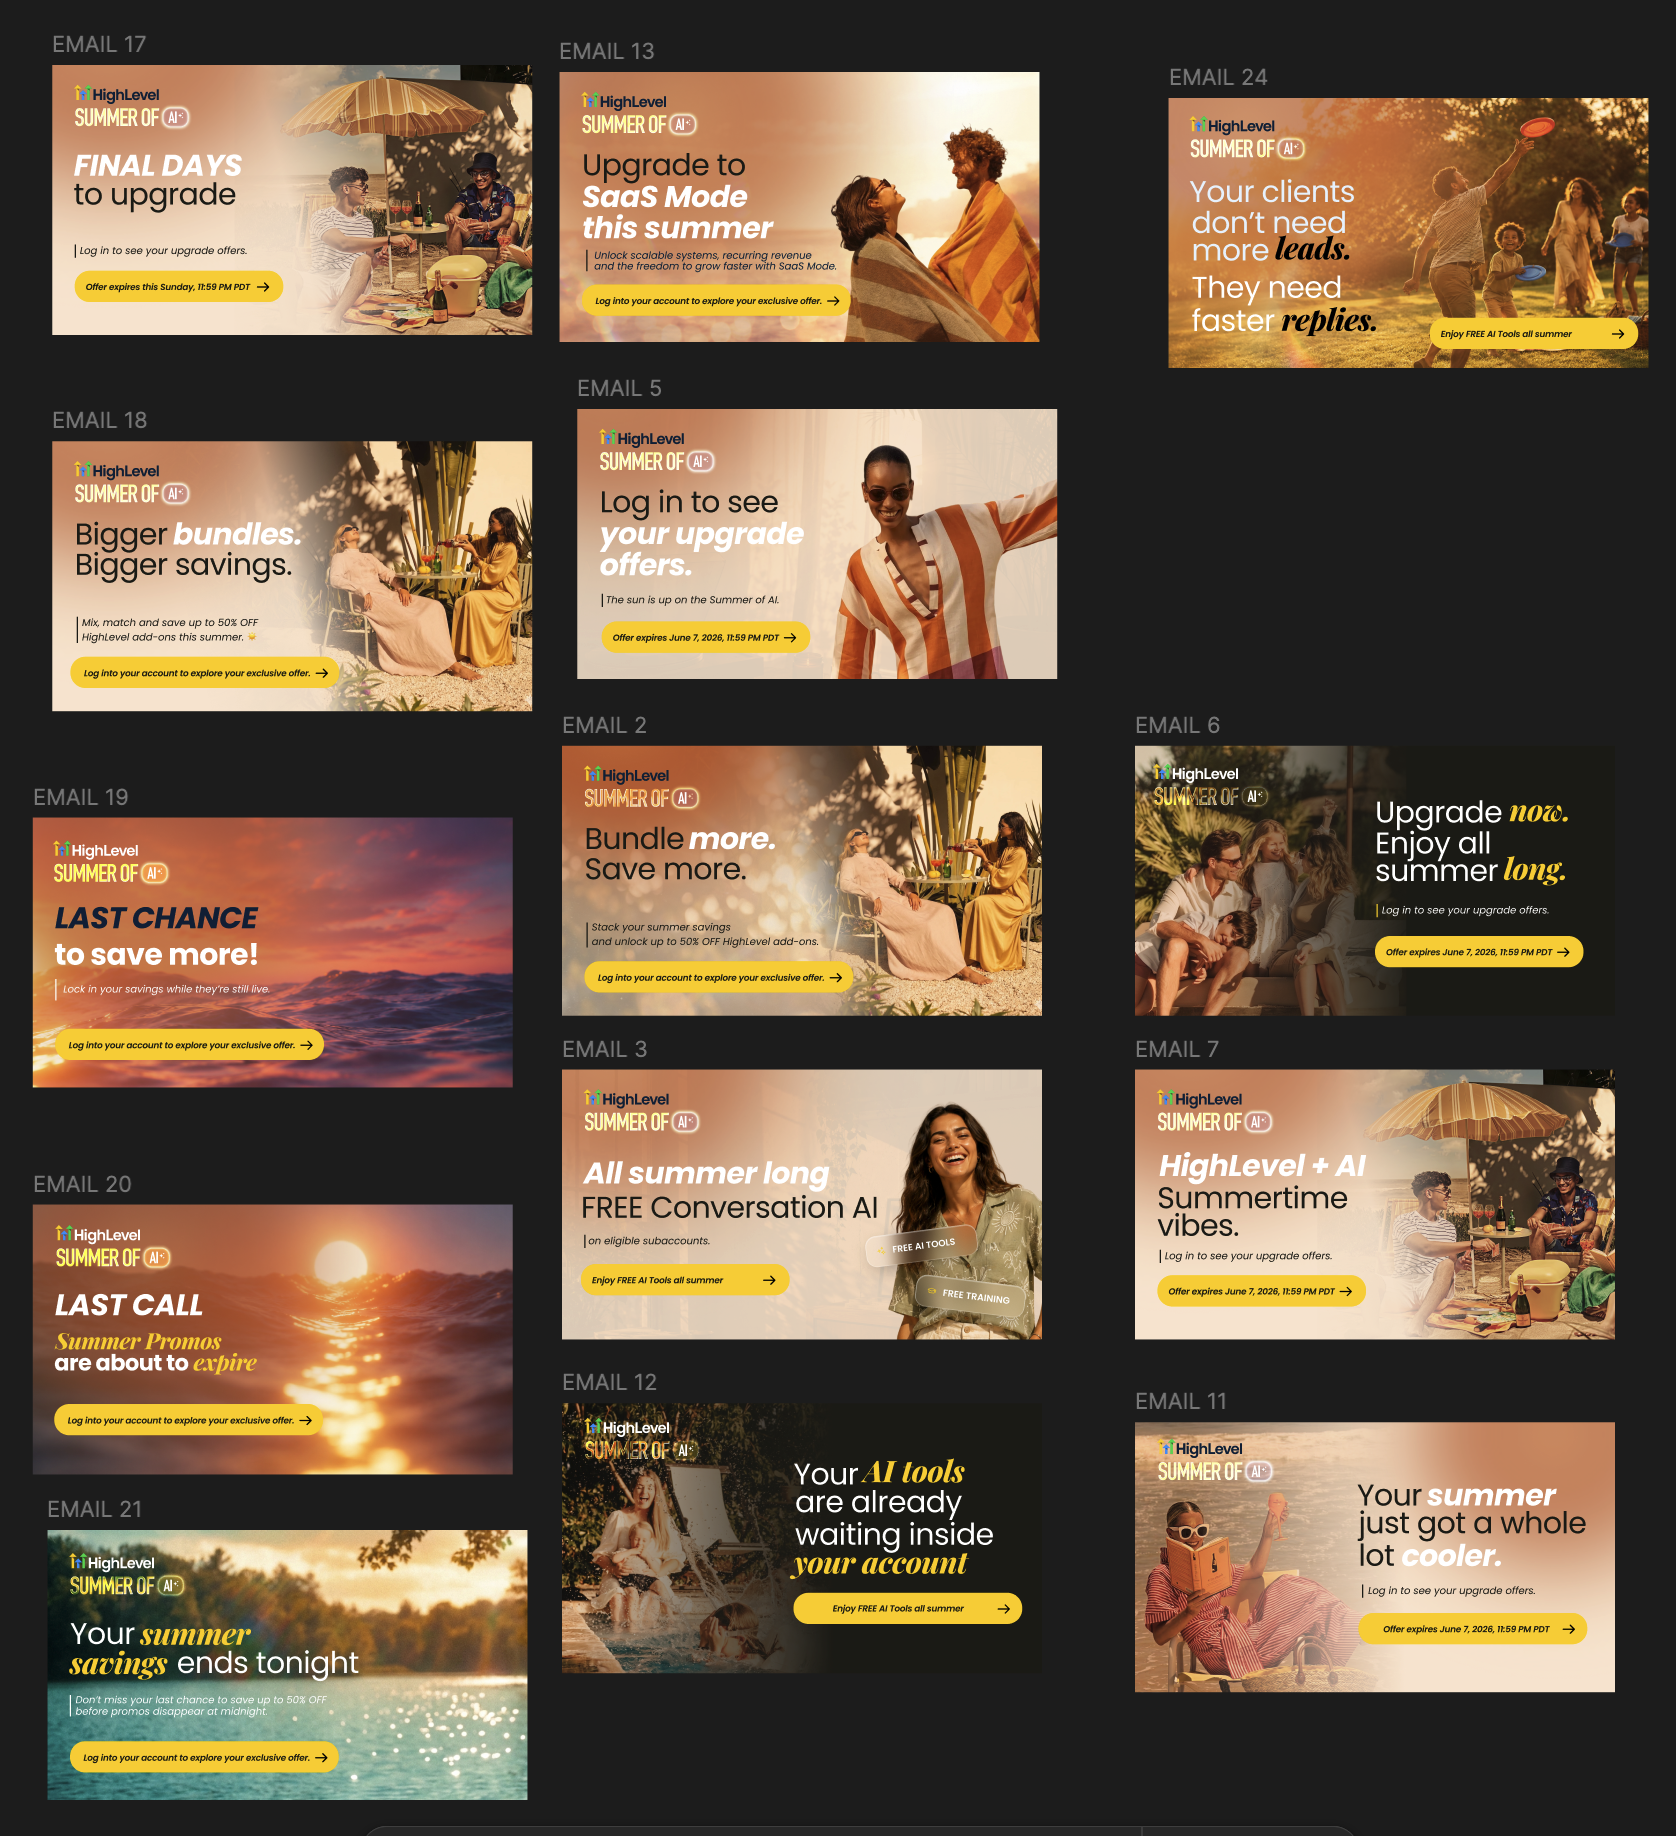 EMAIL 17
HighLevel
SUMMER OF AI
FINAL DAYS
to upgrade
Log in to see your upgrade offers.
Offer expires this Sunday, 11:59 PM PDT →
EMAIL 13
HighLevel
SUMMER OF AI
Upgrade to
SaaS Mode
this summer
Unlock scalable systems, recurring revenue
and the freedom to grow faster with SaaS Mode.
Log into your account to explore your exclusive offer. →
EMAIL 24
HighLevel
SUMMER OF AI
Your clients
don't need
more leads.
They need
faster replies.
Enjoy FREE AI Tools all summer →
EMAIL 18
HighLevel
SUMMER OF AI
Bigger bundles.
Bigger savings.
Mix, match and save up to 50% OFF
HighLevel add-ons this summer.
Log into your account to explore your exclusive offer. →
EMAIL 5
HighLevel
SUMMER OF AI
Log in to see
your upgrade
offers.
The sun is up on the Summer of AI.
Offer expires June 7, 2026, 11:59 PM PDT →
EMAIL 2
HighLevel
SUMMER OF AI
Bundle more.
Save more.
Stack your summer savings
and unlock up to 50% OFF HighLevel add-ons.
Log into your account to explore your exclusive offer. →
EMAIL 6
HighLevel
SUMMER OF AI
Upgrade now.
Enjoy all
summer long.
Log in to see your upgrade offers.
Offer expires June 7, 2026, 11:59 PM PDT →
EMAIL 19
HighLevel
SUMMER OF AI
LAST CHANCE
to save more!
Lock in your savings while they're still live.
Log into your account to explore your exclusive offer. →
EMAIL 3
HighLevel
SUMMER OF AI
All summer long
FREE Conversation AI
on eligible subaccounts.
Enjoy FREE AI Tools all summer →
FREE AI TOOLS
FREE TRAINING
EMAIL 7
HighLevel
SUMMER OF AI
HighLevel + AI
Summertime
vibes.
Log in to see your upgrade offers.
Offer expires June 7, 2026, 11:59 PM PDT →
EMAIL 20
HighLevel
SUMMER OF AI
LAST CALL
Summer Promos
are about to expire
Log into your account to explore your exclusive offer. →
EMAIL 12
HighLevel
SUMMER OF AI
Your AI tools
are already
waiting inside
your account
Enjoy FREE AI Tools all summer →
EMAIL 11
HighLevel
SUMMER OF AI
Your summer
just got a whole
lot cooler.
Log in to see your upgrade offers.
Offer expires June 7, 2026, 11:59 PM PDT →
EMAIL 21
HighLevel
SUMMER OF AI
Your summer
savings ends tonight
Don't miss your last chance to save up to 50% OFF
before promos disappear at midnight.
Log into your account to explore your exclusive offer. →